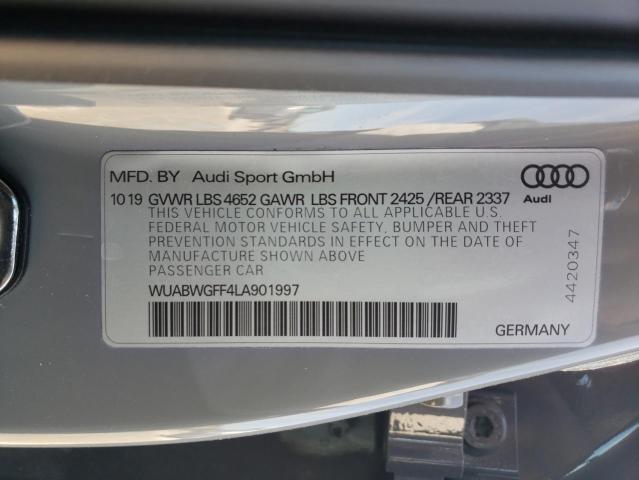 MFD. BY Audi Sport GmbH
10 19 GVWR LBS 4652 GAWR LBS FRONT 2425 /REAR 2337
Audi
THIS VEHICLE CONFORMS TO ALL APPLICABLE U.S.
FEDERAL MOTOR VEHICLE SAFETY, BUMPER AND THEFT
PREVENTION STANDARDS IN EFFECT ON THE DATE OF
MANUFACTURE SHOWN ABOVE
PASSENGER CAR
WUABWGFF4LA901997
GERMANY
4420347